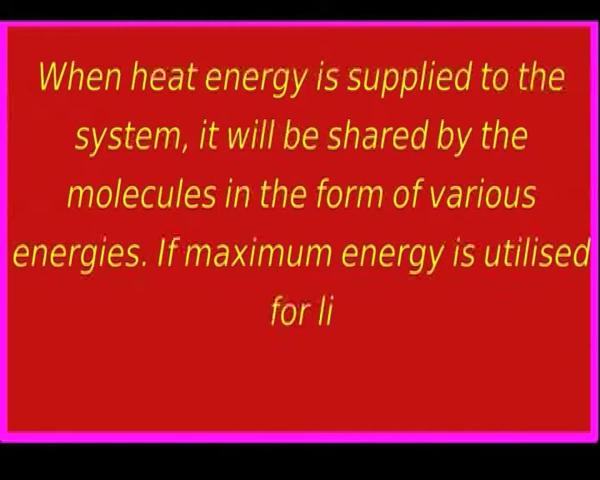 When heat energy is supplied to the
system, it will be shared by the
molecules in the form of various
energies. If maximum energy is utilised
for li